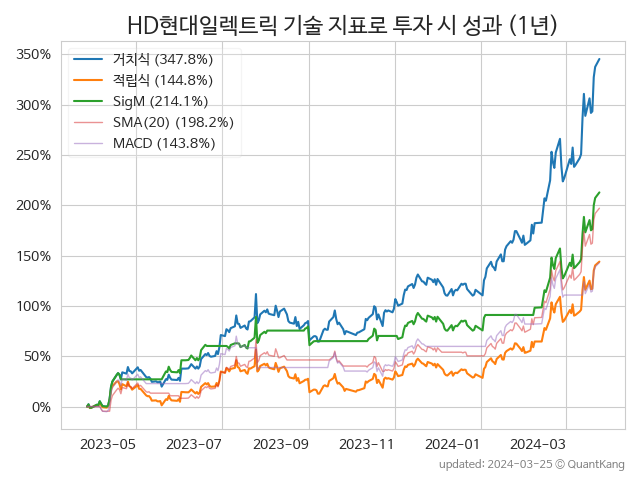 HD현대일렉트릭 기술 지표로 투자 시 성과 (1년)
350%
300%
250%
200%
150%
100%
50%
0%
거치식 (347.8%)
적립식 (144.8%)
SigM (214.1%)
SMA(20) (198.2%)
MACD (143.8%)
2023-05
2023-07
2023-09
2023-11
2024-01
2024-03
updated: 2024-03-25 ⓒ QuantKang